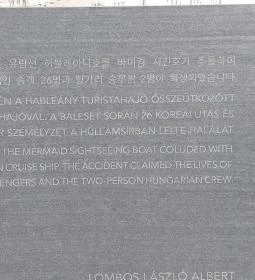 유람선 허블레아니호를 바이킹 시긴호가 추돌하여
승객 26명과 헝가리 승무원 2명이 희생되었습니다
ÉN A HABLEÁNY TURISTAHAJÓ ÖSSZEÜTKÖZÖTT
HAJÓVAL. A BALESET SORÁN 26 KOREAI UTAS ÉS
R SZEMÉLYZET A HULLÁMSÍRBAN LELTE HALÁLÁT
THE MERMAID SIGHTSEEING BOAT COLLIDED WITH
N CRUISE SHIP. THE ACCIDENT CLAIMED THE LIVES OF
ENGERS AND THE TWO-PERSON HUNGARIAN CREW
LOMBOS LÁSZLÓ ALBERT